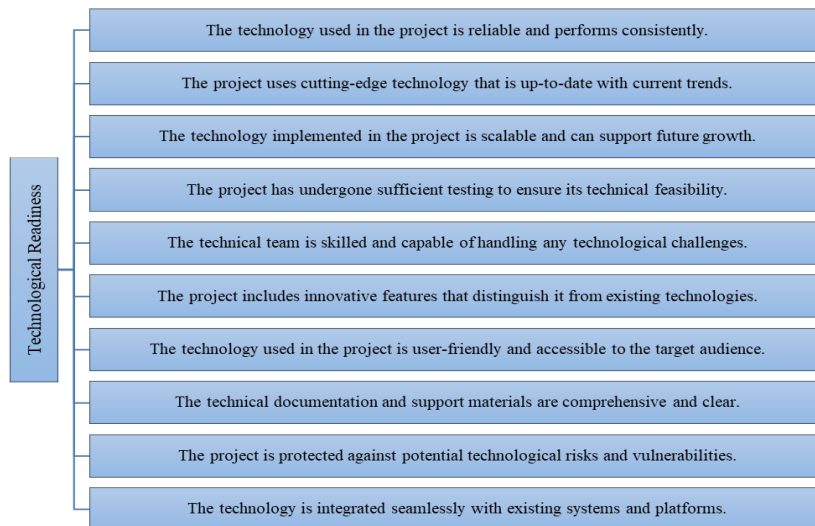 Technological Readiness
The technology used in the project is reliable and performs consistently.
The project uses cutting-edge technology that is up-to-date with current trends.
The technology implemented in the project is scalable and can support future growth.
The project has undergone sufficient testing to ensure its technical feasibility.
The technical team is skilled and capable of handling any technological challenges.
The project includes innovative features that distinguish it from existing technologies.
The technology used in the project is user-friendly and accessible to the target audience.
The technical documentation and support materials are comprehensive and clear.
The project is protected against potential technological risks and vulnerabilities.
The technology is integrated seamlessly with existing systems and platforms.